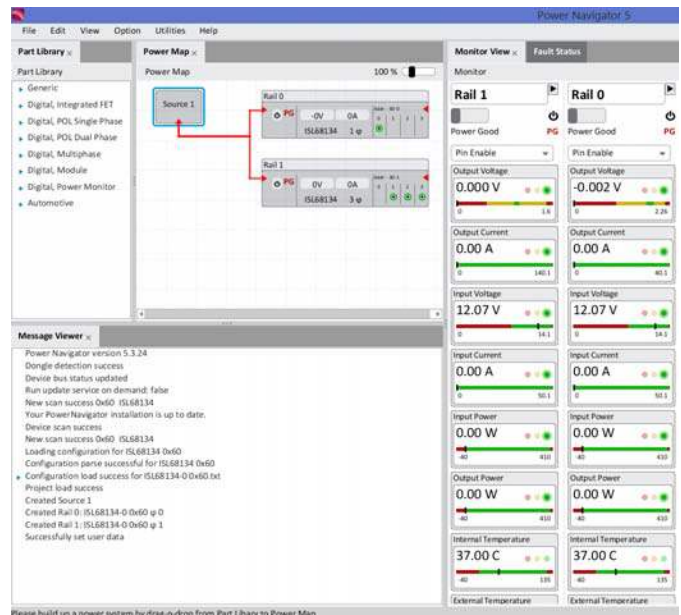 Power Navigator 5
File Edit View Option Utilities Help
Part Library
Part Library
Generic
Digital, Integrated FET
Digital, POL Single Phase
Digital, POL Dual Phase
Digital, Multiphase
Digital, Module
Digital, Power Monitor
Automotive
Power Map
Power Map 100 %
Source 1
Rail 0
PG -0V 0A
0 1 2 3
ISL68134 1 φ
Rail 1
PG 0V 0A
0 1 2 3
ISL68134 3 φ
Message Viewer
Power Navigator version 5.3.24
Dongle detection success
Device bus status updated
Run update service on demand: false
New scan success 0x60 ISL68134
Your PowerNavigator installation is up to date.
Device scan success
New scan success 0x60 ISL68134
Loading configuration for ISL68134 0x60
Configuration parse successful for ISL68134 0x60
Configuration load success for ISL68134-0 0x60.txt
Project load success
Created Source 1
Created Rail 0: ISL68134-0 0x60 φ 0
Created Rail 1: ISL68134-0 0x60 φ 1
Successfully set user data
Monitor View Fault Status
Monitor
Rail 1
Power Good PG
Pin Enable
Output Voltage
0.000 V
0 1.6
Output Current
0.00 A
0 140.1
Input Voltage
12.07 V
0 14.1
Input Current
0.00 A
0 50.1
Input Power
0.00 W
-40 410
Output Power
0.00 W
-40 410
Internal Temperature
37.00 C
-40 135
External Temperature
Rail 0
Power Good PG
Pin Enable
Output Voltage
-0.002 V
0 2.26
Output Current
0.00 A
0 40.1
Input Voltage
12.07 V
0 14.1
Input Current
0.00 A
0 50.1
Input Power
0.00 W
-40 410
Output Power
0.00 W
-40 410
Internal Temperature
37.00 C
-40 135
External Temperature
Please build up a power system by drag-n-drop from Part Libary to Power Map